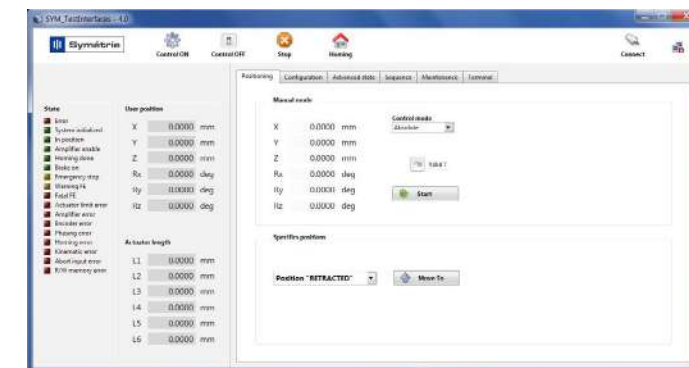 SYM_TestInterfaces - 4.0
Symétrie
Control ON
Control OFF
Stop
Homing
Connect
Positioning
Configuration
Advanced state
Sequence
Maintenance
Terminal
State
Error
System initialized
In position
Amplifier enable
Homing done
Brake on
Emergency stop
Warning FE
Fatal FE
Actuator limit error
Amplifier error
Encoder error
Phasing error
Homing error
Kinematic error
Abort input error
R/W memory error
User position
X 0.0000 mm
Y 0.0000 mm
Z 0.0000 mm
Rx 0.0000 deg
Ry 0.0000 deg
Rz 0.0000 deg
Actuator length
L1 0.0000 mm
L2 0.0000 mm
L3 0.0000 mm
L4 0.0000 mm
L5 0.0000 mm
L6 0.0000 mm
Manual mode
X 0.0000 mm
Y 0.0000 mm
Z 0.0000 mm
Rx 0.0000 deg
Ry 0.0000 deg
Rz 0.0000 deg
Control mode
Absolute
Valid ?
Start
Specifics positions
Position "RETRACTED"
Move To